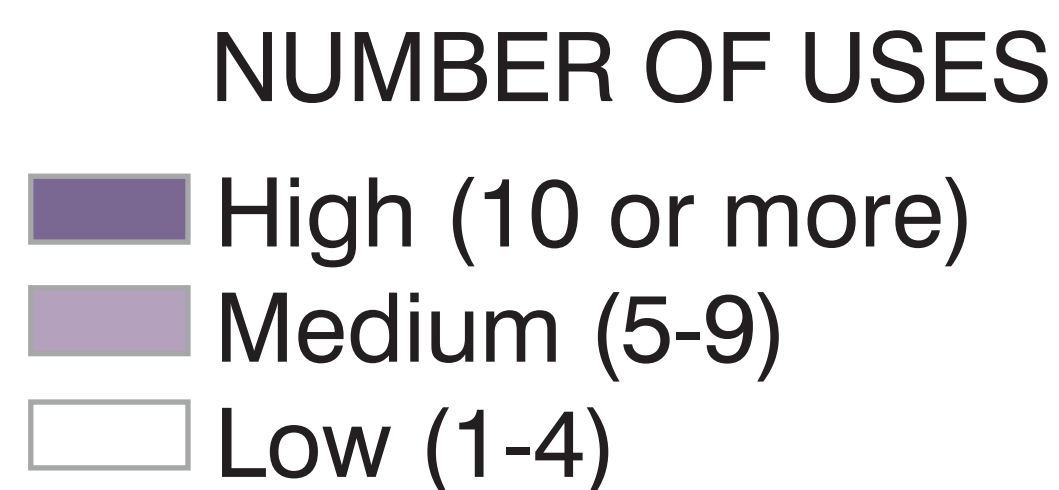 NUMBER OF USES
High (10 or more)
Medium (5-9)
Low (1-4)